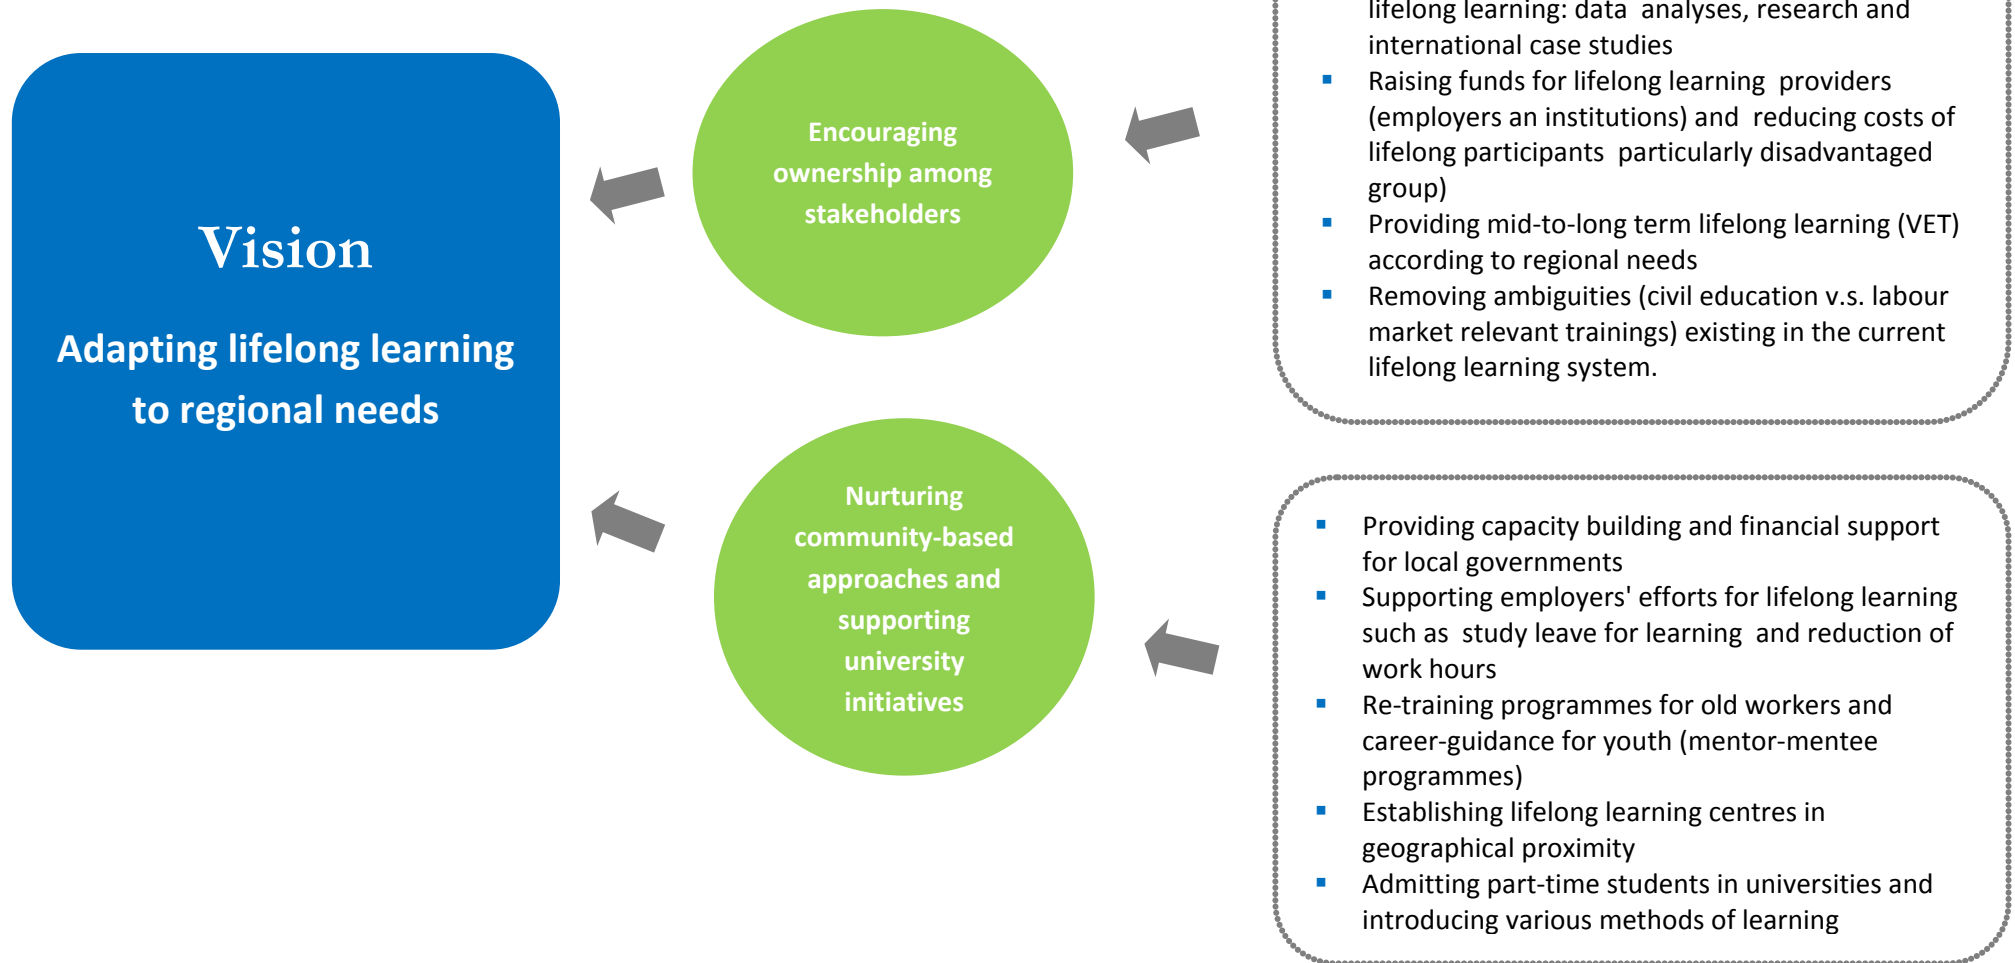 Vision
Adapting lifelong learning
to regional needs
Encouraging
ownership among
stakeholders
Nurturing
community-based
approaches and
supporting
university
initiatives
lifelong learning: data analyses, research and
international case studies
▪ Raising funds for lifelong learning providers
(employers an institutions) and reducing costs of
lifelong participants particularly disadvantaged
group)
▪ Providing mid-to-long term lifelong learning (VET)
according to regional needs
▪ Removing ambiguities (civil education v.s. labour
market relevant trainings) existing in the current
lifelong learning system.
▪ Providing capacity building and financial support
for local governments
▪ Supporting employers' efforts for lifelong learning
such as study leave for learning and reduction of
work hours
▪ Re-training programmes for old workers and
career-guidance for youth (mentor-mentee
programmes)
▪ Establishing lifelong learning centres in
geographical proximity
▪ Admitting part-time students in universities and
introducing various methods of learning